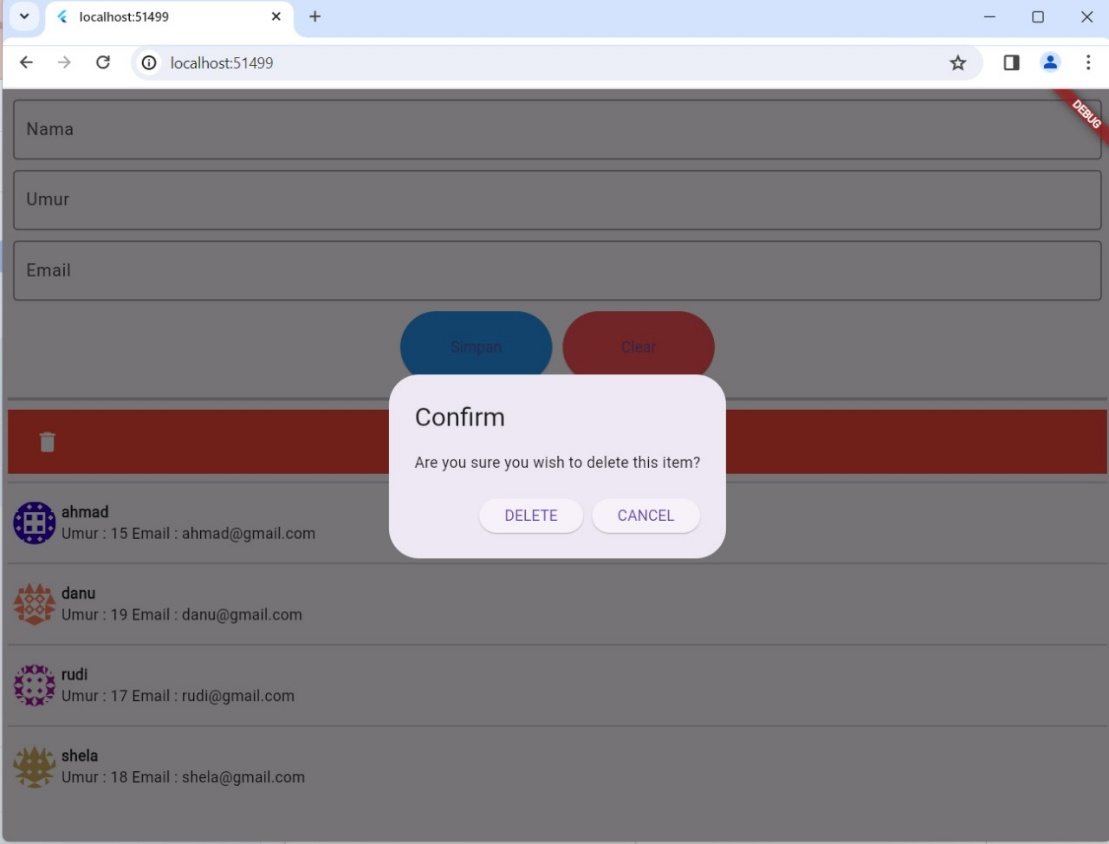 localhost:51499
localhost:51499
DEBUG
Nama
Umur
Email
Simpan Clear
Confirm
Are you sure you wish to delete this item?
DELETE CANCEL
ahmad
Umur : 15 Email : ahmad@gmail.com
danu
Umur : 19 Email : danu@gmail.com
rudi
Umur : 17 Email : rudi@gmail.com
shela
Umur : 18 Email : shela@gmail.com